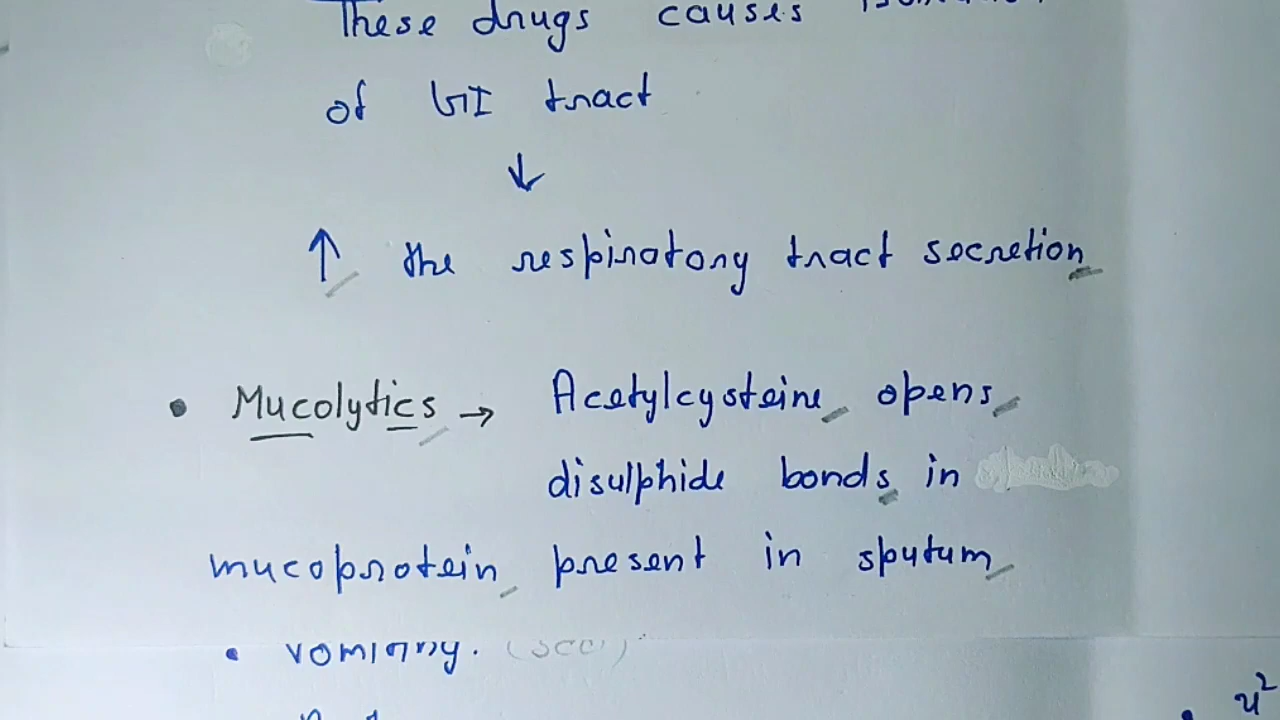 These drugs causes
of GI tract
↓
↑ the respiratory tract secretion
• Mucolytics → Acetylcysteine opens
disulphide bonds in
mucoprotein present in sputum